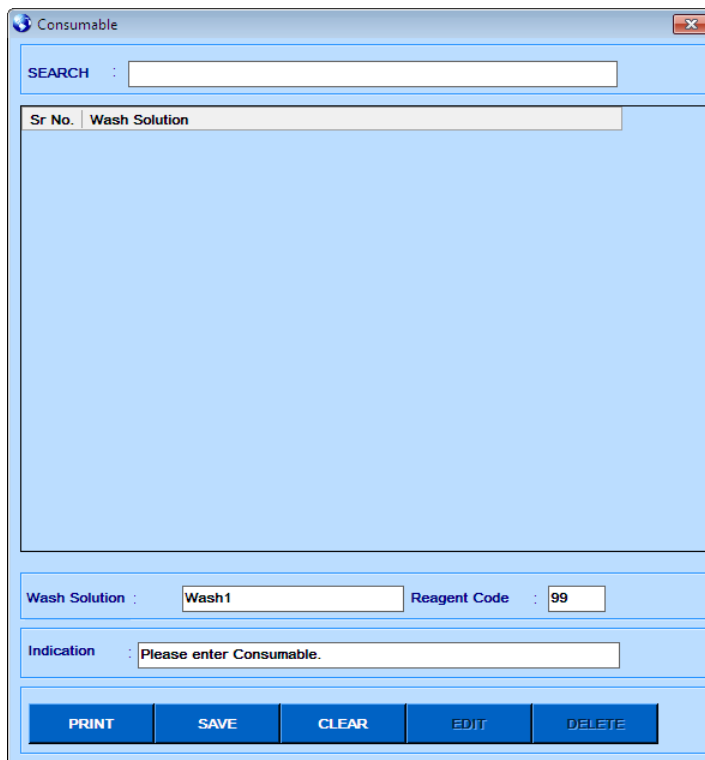 Consumable
SEARCH :
Sr No. Wash Solution
Wash Solution : Wash1 Reagent Code : 99
Indication : Please enter Consumable.
PRINT SAVE CLEAR EDIT DELETE